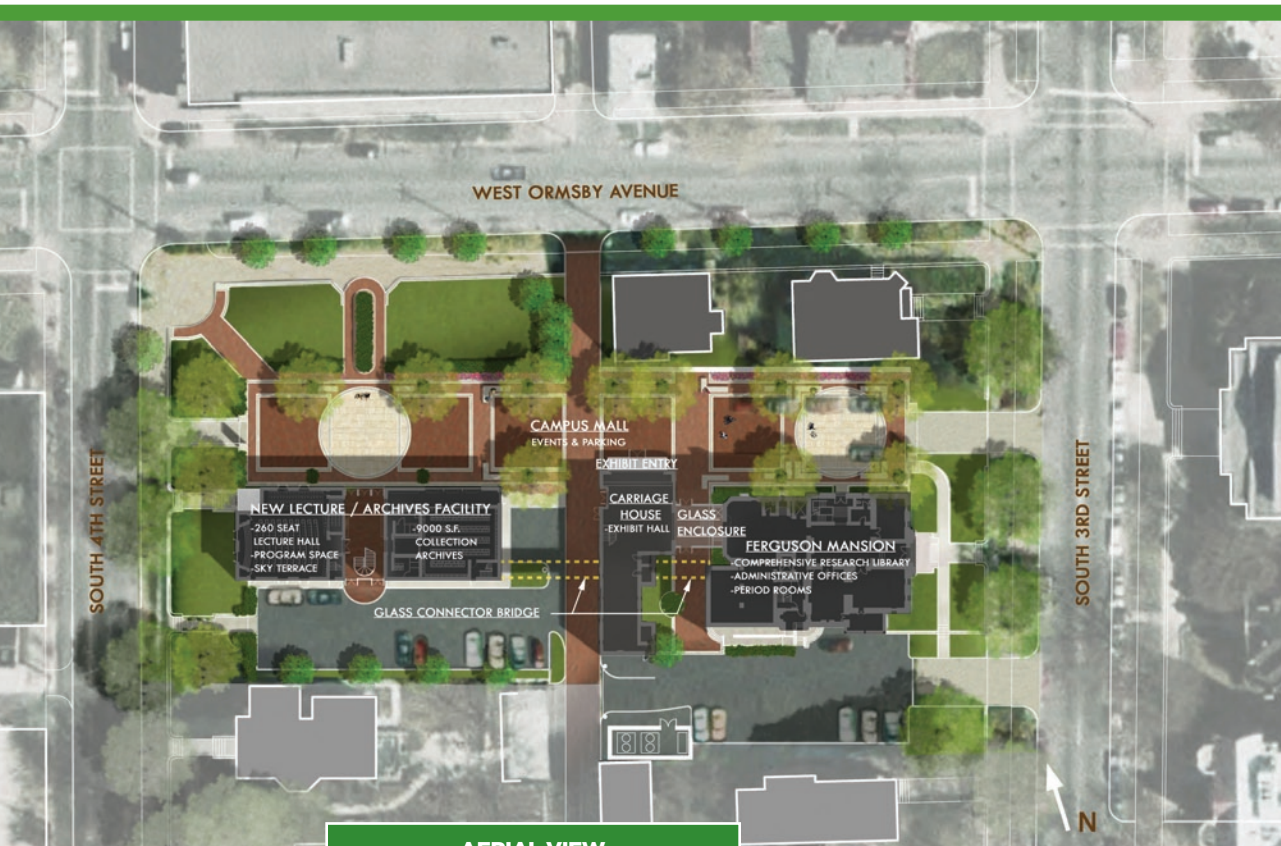 WEST ORMSBY AVENUE
SOUTH 4TH STREET
CAMPUS MALL
EVENTS & PARKING
EXHIBIT ENTRY
NEW LECTURE / ARCHIVES FACILITY
-260 SEAT
LECTURE HALL
-PROGRAM SPACE
-SKY TERRACE
-9000 S.F.
COLLECTION
ARCHIVES
CARRIAGE
HOUSE
-EXHIBIT HALL
GLASS
ENCLOSURE
FERGUSON MANSION
-COMPREHENSIVE RESEARCH LIBRARY
-ADMINISTRATIVE OFFICES
-PERIOD ROOMS
GLASS CONNECTOR BRIDGE
SOUTH 3RD STREET
N
AERIAL VIEW